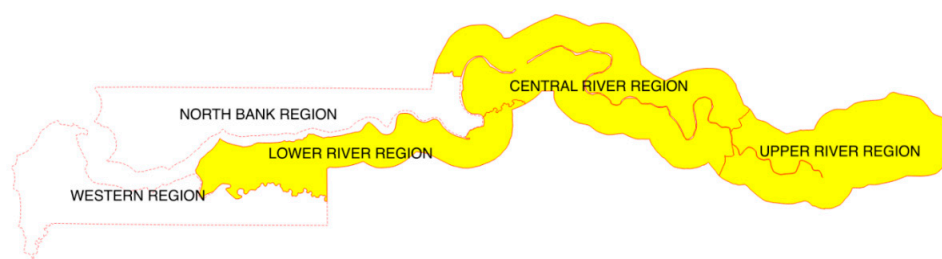 CENTRAL RIVER REGION
NORTH BANK REGION
LOWER RIVER REGION
UPPER RIVER REGION
WESTERN REGION